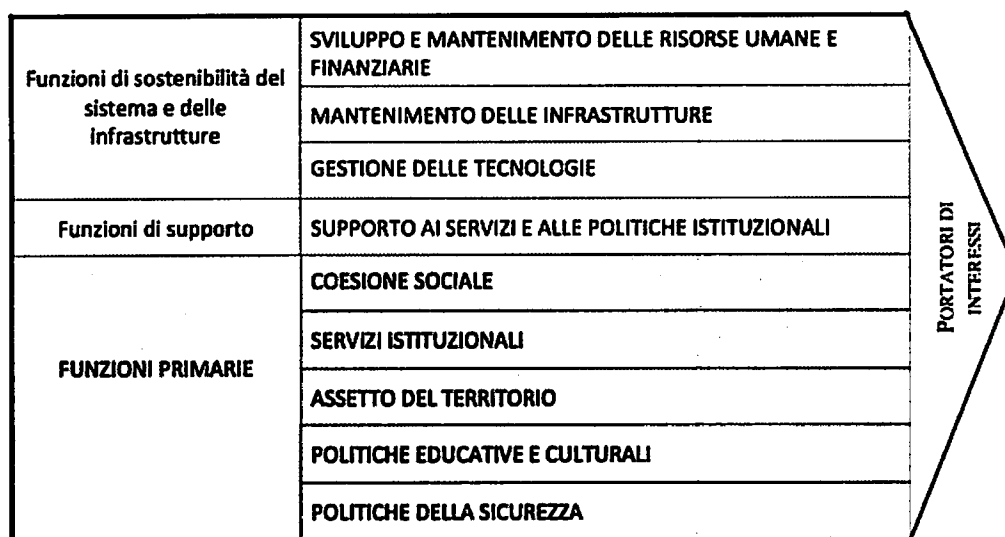 Funzioni di sostenibilità del
sistema e delle
infrastrutture
SVILUPPO E MANTENIMENTO DELLE RISORSE UMANE E
FINANZIARIE
MANTENIMENTO DELLE INFRASTRUTTURE
GESTIONE DELLE TECNOLOGIE
Funzioni di supporto
SUPPORTO AI SERVIZI E ALLE POLITICHE ISTITUZIONALI
FUNZIONI PRIMARIE
COESIONE SOCIALE
SERVIZI ISTITUZIONALI
ASSETTO DEL TERRITORIO
POLITICHE EDUCATIVE E CULTURALI
POLITICHE DELLA SICUREZZA
PORTATORI DI
INTERESSI